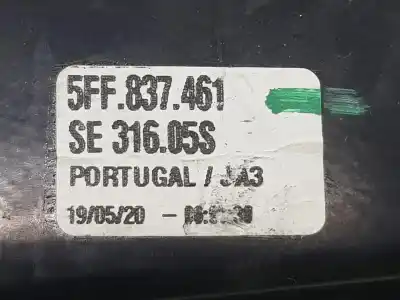 5FF.837.461
SE 316.05S
PORTUGAL / JA3
19/05/20 -